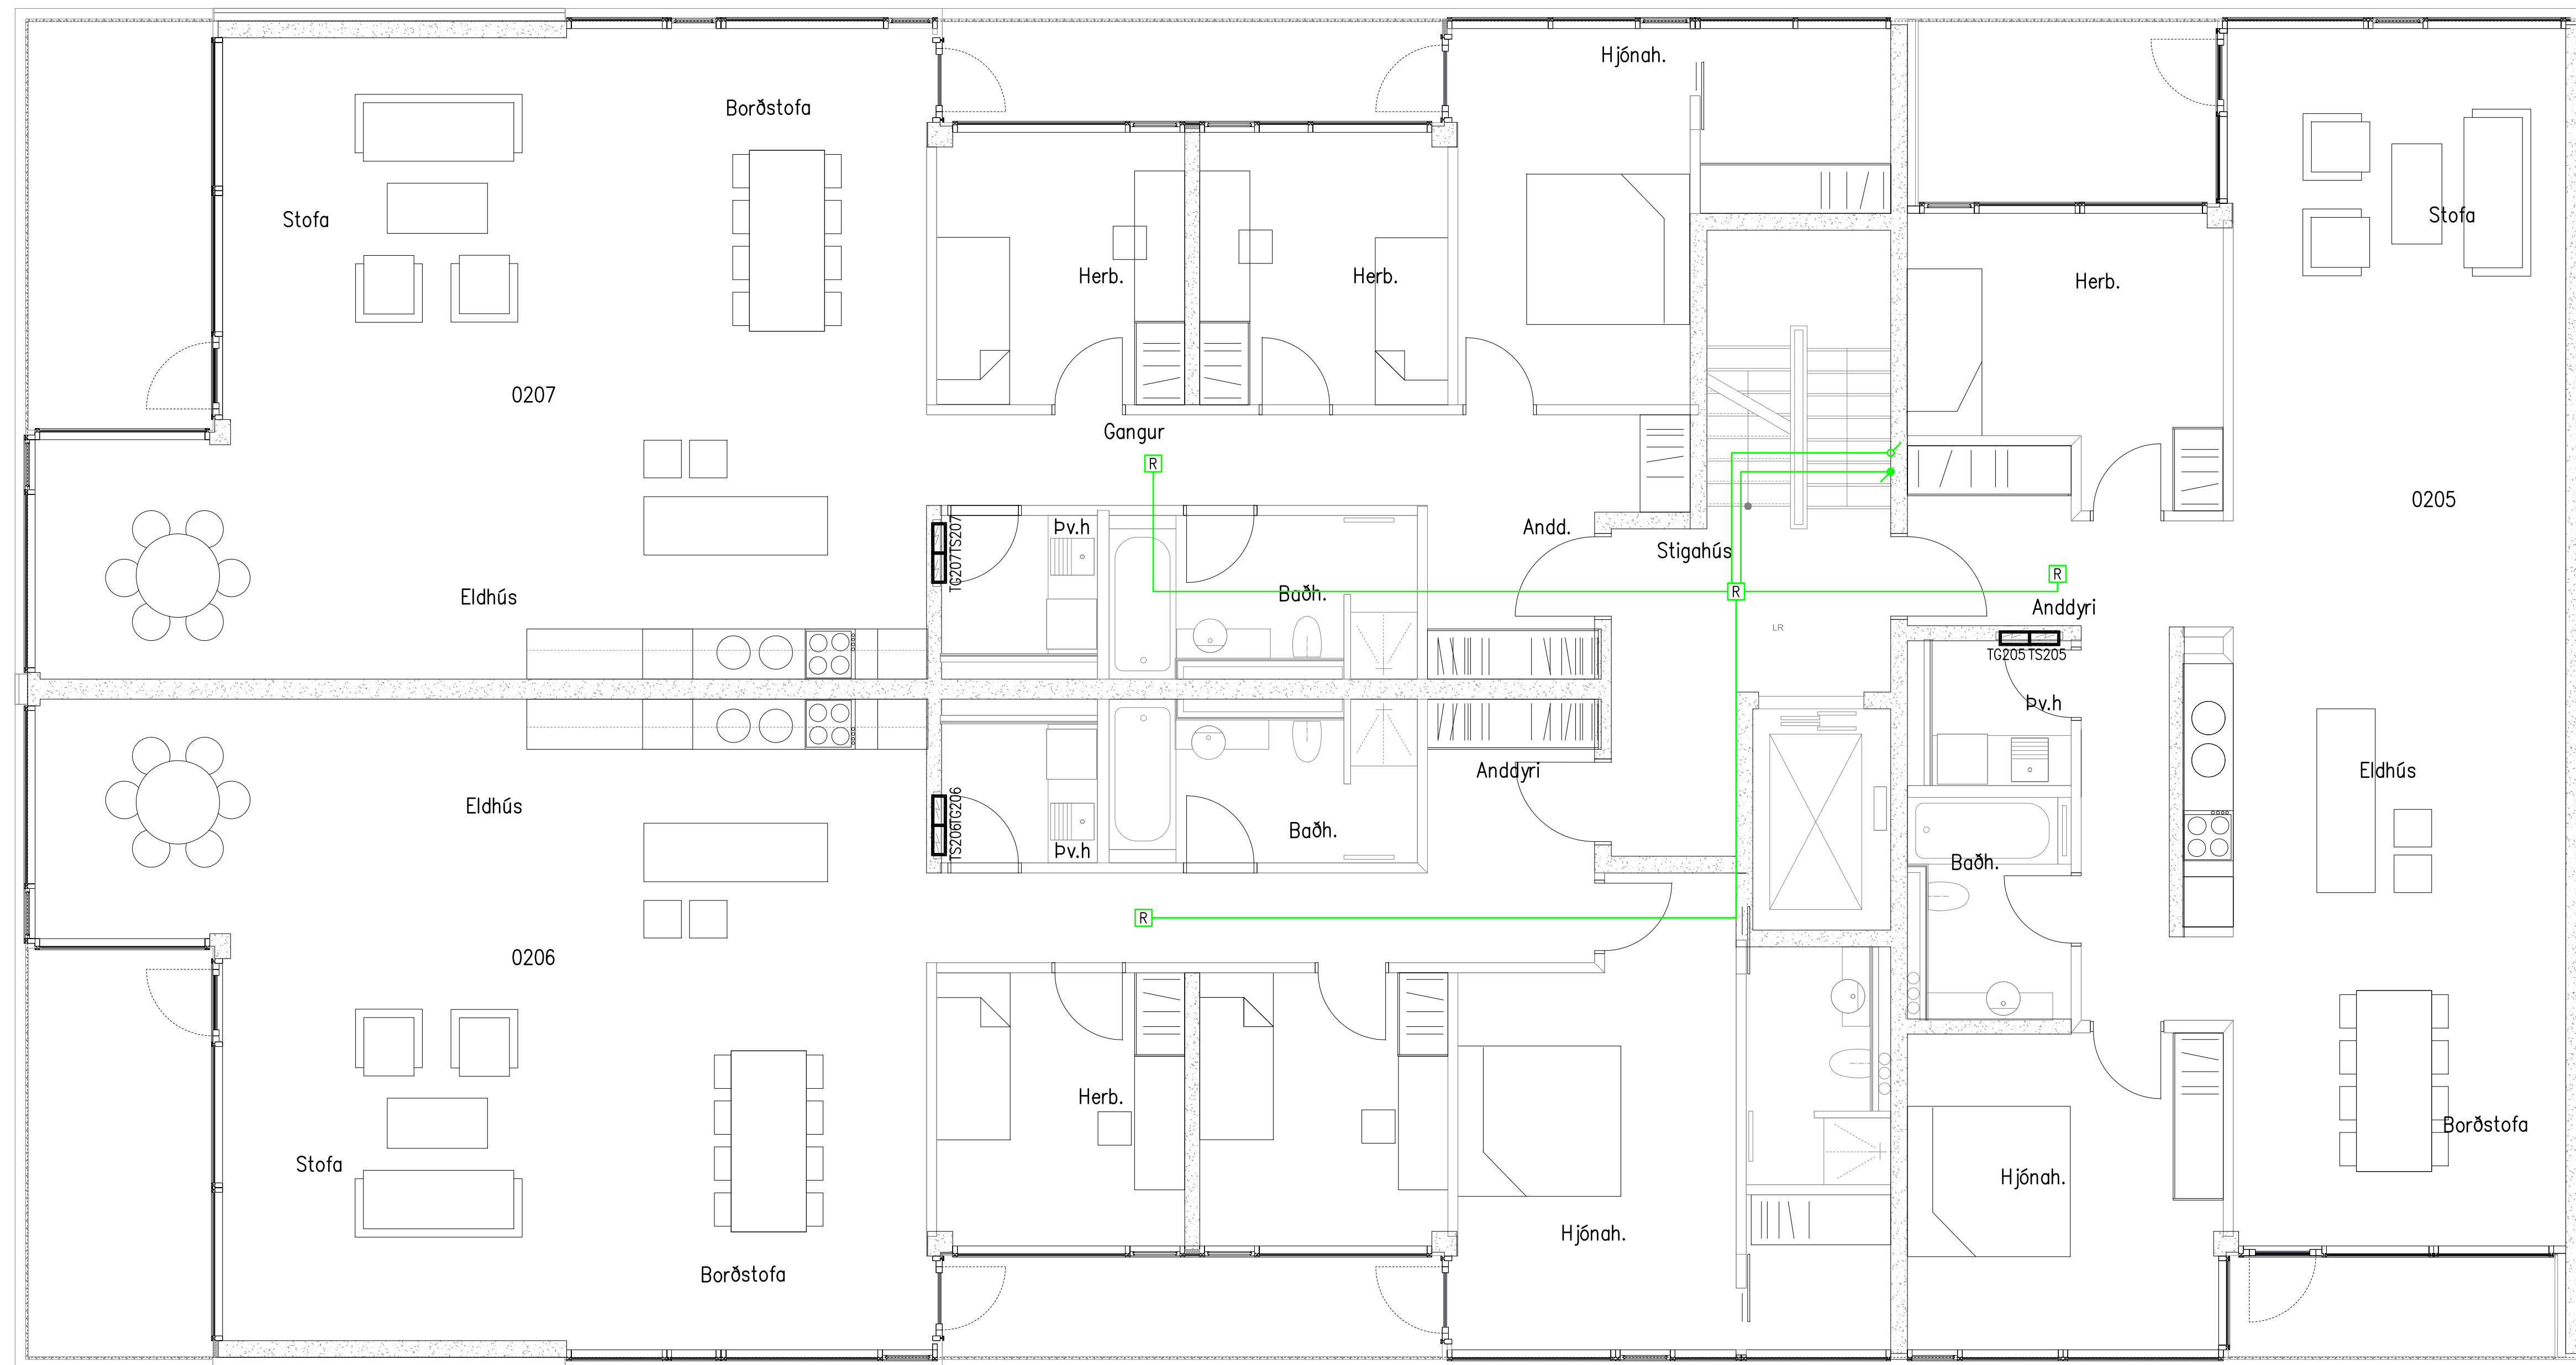 Hjónah.
Borðstofa
Stofa
Stofa
Herb.
Herb.
Herb.
0207
Gangur
R
0205
Andd.
Þv.h
Stigahús
TG207 TS207
R
Eldhús
Baðh.
R
Anddyri
LR
TG205 TS205
Þv.h
Anddyri
Eldhús
Eldhús
TS206 TG206
Baðh.
Þv.h
Baðh.
R
0206
Herb.
Borðstofa
Stofa
Hjónah.
Hjónah.
Borðstofa